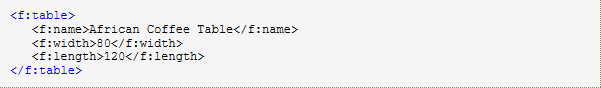 <f:table>
<f:name>African Coffee Table</f:name>
<f:width>80</f:width>
<f:length>120</f:length>
</f:table>